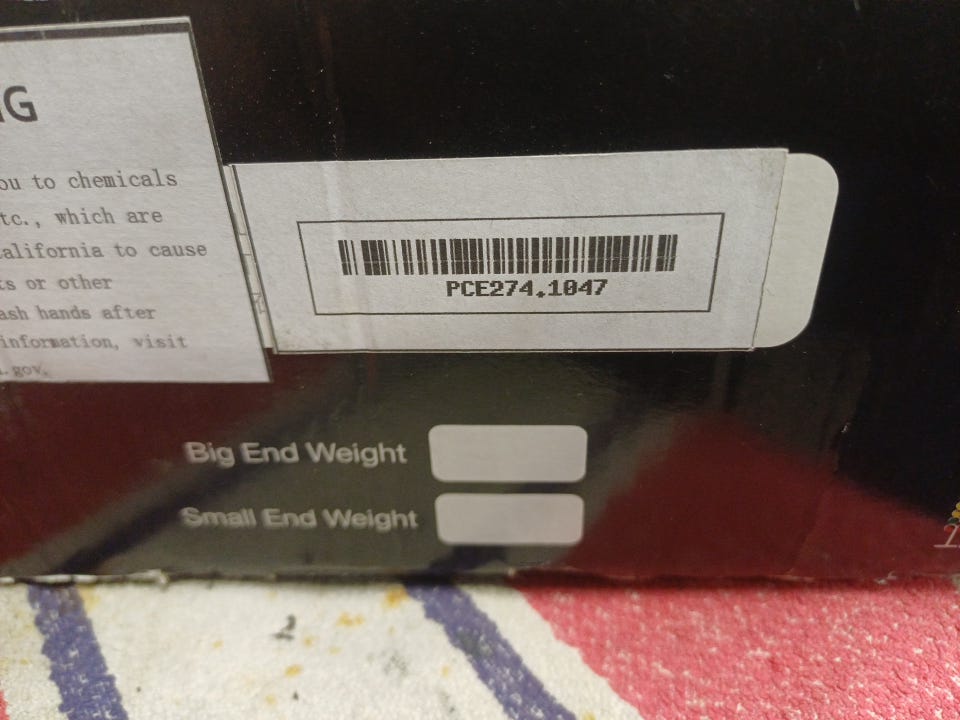 G
ou to chemicals
tc., which are
alifornia to cause
ts or other
ash hands after
information, visit
.gov.
PCE274.1047
Big End Weight
Small End Weight